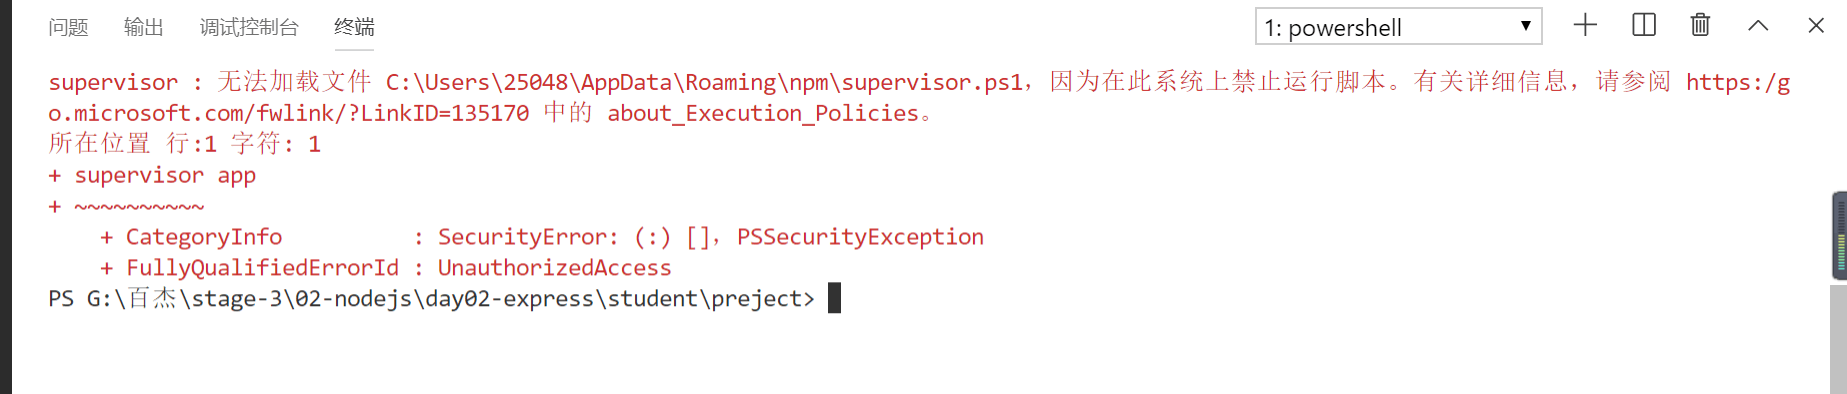 问题 输出 调试控制台 终端 1: powershell
supervisor : 无法加载文件 C:\Users\25048\AppData\Roaming\npm\supervisor.ps1，因为在此系统上禁止运行脚本。有关详细信息，请参阅 https:/g
o.microsoft.com/fwlink/?LinkID=135170 中的 about_Execution_Policies。
所在位置 行:1 字符: 1
+ supervisor app
+ ~~~~~~~~~~
    + CategoryInfo          : SecurityError: (:) []，PSSecurityException
    + FullyQualifiedErrorId : UnauthorizedAccess
PS G:\百杰\stage-3\02-nodejs\day02-express\student\preject>